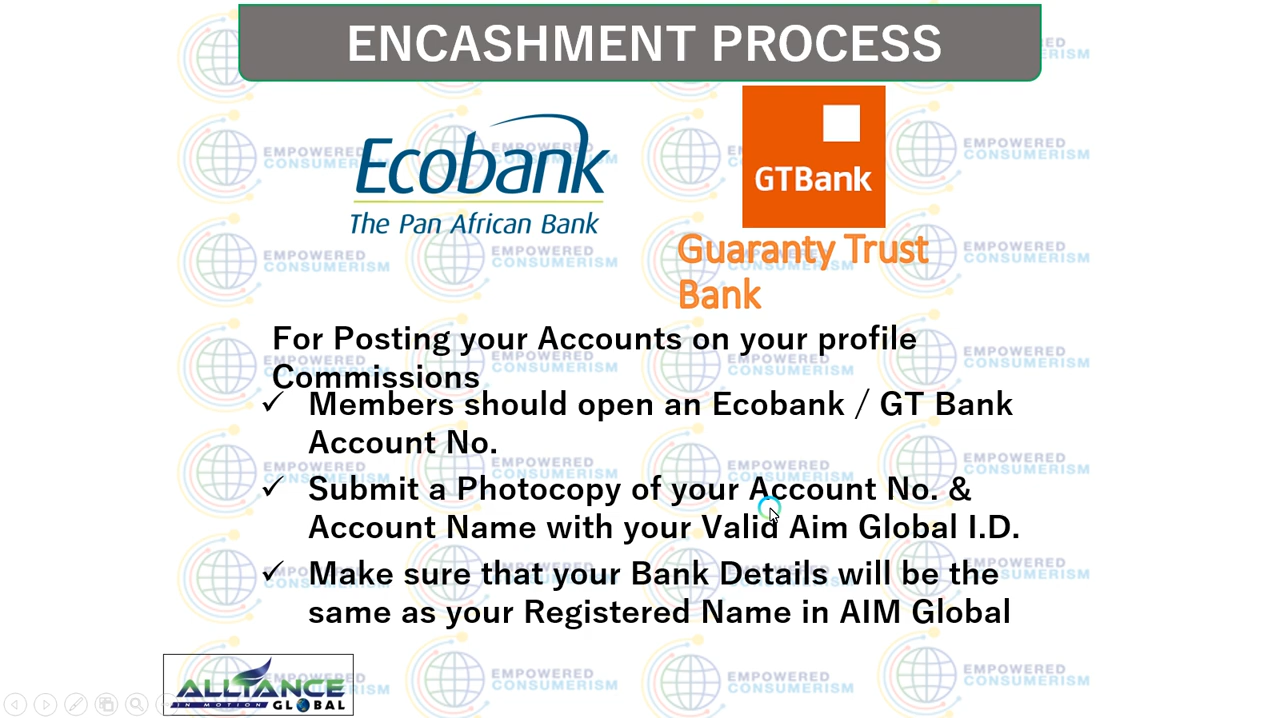 ENCASHMENT PROCESS
Ecobank
The Pan African Bank
GTBank
Guaranty Trust
Bank
For Posting your Accounts on your profile
Commissions
✓ Members should open an Ecobank / GT Bank
Account No.
✓ Submit a Photocopy of your Account No. &
Account Name with your Valid Aim Global I.D.
✓ Make sure that your Bank Details will be the
same as your Registered Name in AIM Global
ALLIANCE
IN MOTION GLOBAL
EMPOWERED
CONSUMERISM